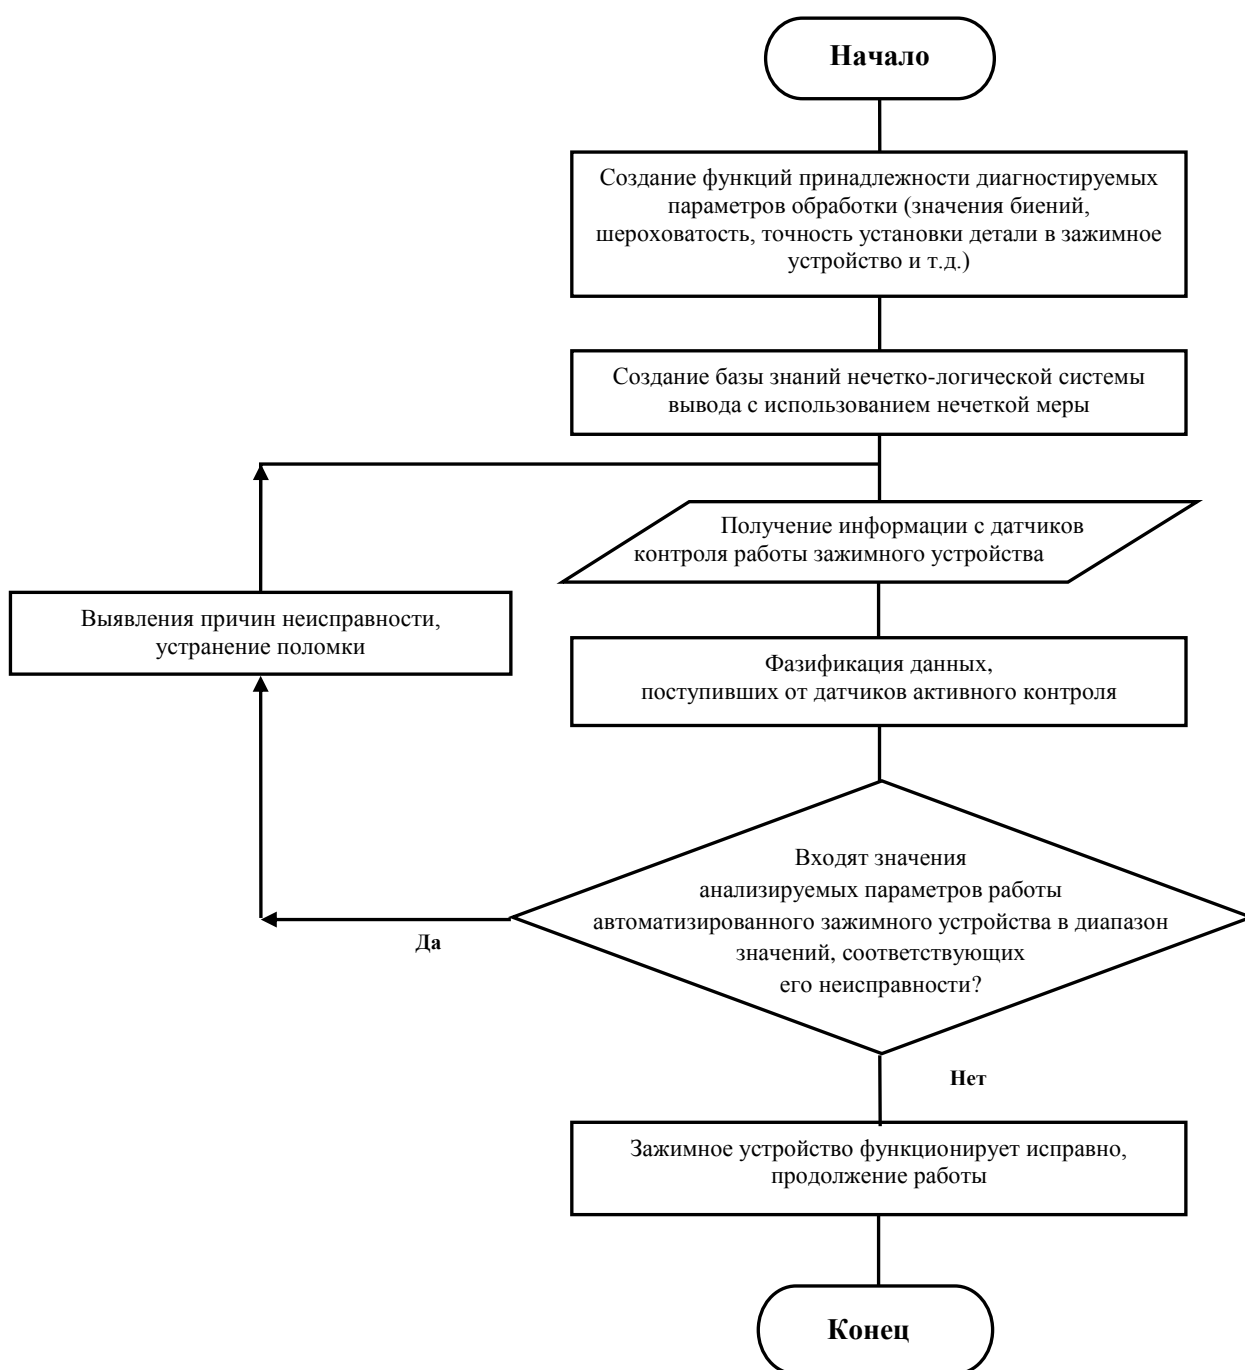 Начало
Создание функций принадлежности диагностируемых
параметров обработки (значения биений,
шероховатость, точность установки детали в зажимное
устройство и т.д.)
Создание базы знаний нечетко-логической системы
вывода с использованием нечеткой меры
Получение информации с датчиков
контроля работы зажимного устройства
Выявления причин неисправности,
устранение поломки
Фазификация данных,
поступивших от датчиков активного контроля
Входят значения
анализируемых параметров работы
автоматизированного зажимного устройства в диапазон
значений, соответствующих
его неисправности?
Да
Нет
Зажимное устройство функционирует исправно,
продолжение работы
Конец